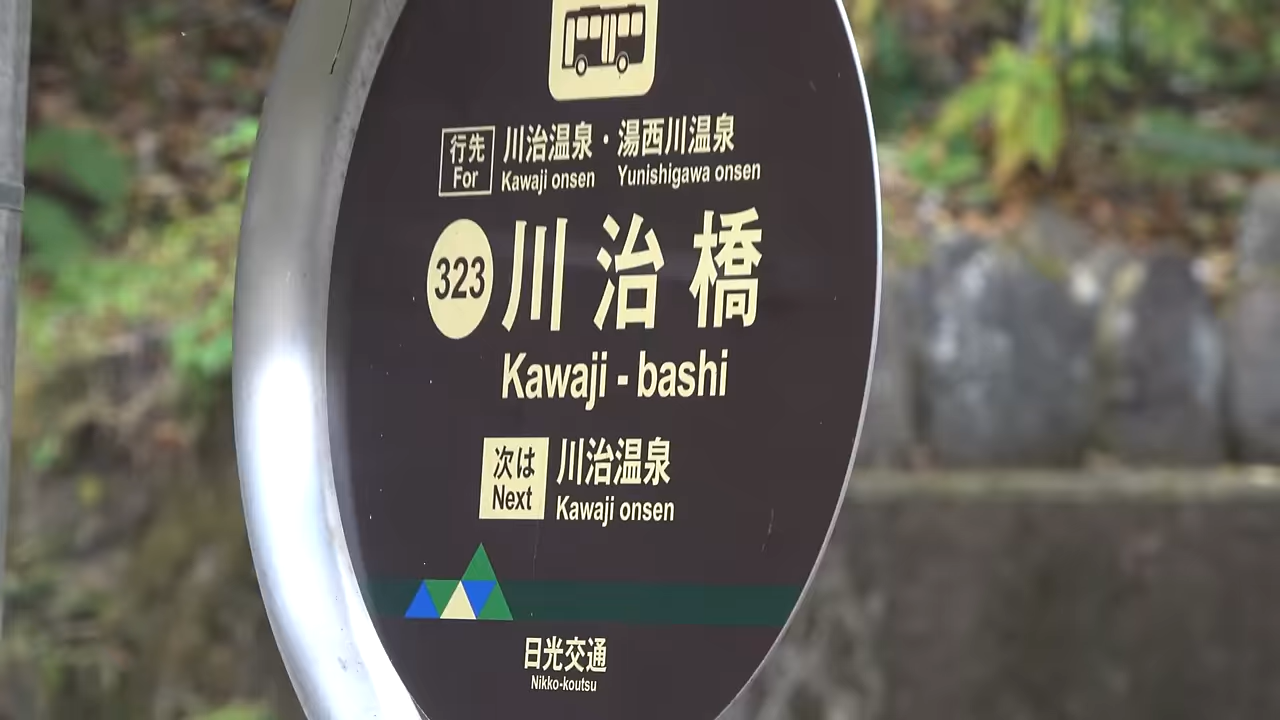 行先 川治温泉・湯西川温泉
For Kawaji onsen Yunishigawa onsen
323 川治橋
Kawaji - bashi
次は 川治温泉
Next Kawaji onsen
日光交通
Nikko-koutsu